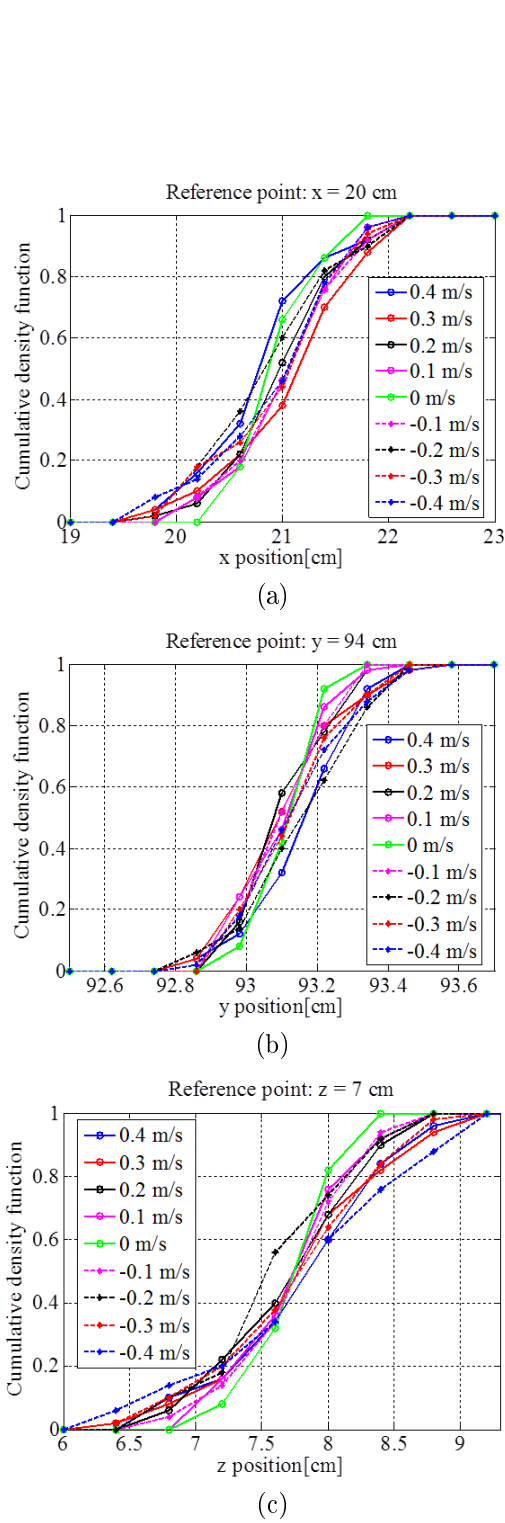 Reference point: x = 20 cm
Cumulative density function
1
0.8
0.6
0.4
0.2
0
0.4 m/s
0.3 m/s
0.2 m/s
0.1 m/s
0 m/s
-0.1 m/s
-0.2 m/s
-0.3 m/s
-0.4 m/s
19 20 21 22 23
x position[cm]
(a)
Reference point: y = 94 cm
Cumulative density function
1
0.8
0.6
0.4
0.2
0
0.4 m/s
0.3 m/s
0.2 m/s
0.1 m/s
0 m/s
-0.1 m/s
-0.2 m/s
-0.3 m/s
-0.4 m/s
92.6 92.8 93 93.2 93.4 93.6
y position[cm]
(b)
Reference point: z = 7 cm
Cumulative density function
1
0.8
0.6
0.4
0.2
0
0.4 m/s
0.3 m/s
0.2 m/s
0.1 m/s
0 m/s
-0.1 m/s
-0.2 m/s
-0.3 m/s
-0.4 m/s
6 6.5 7 7.5 8 8.5 9
z position[cm]
(c)